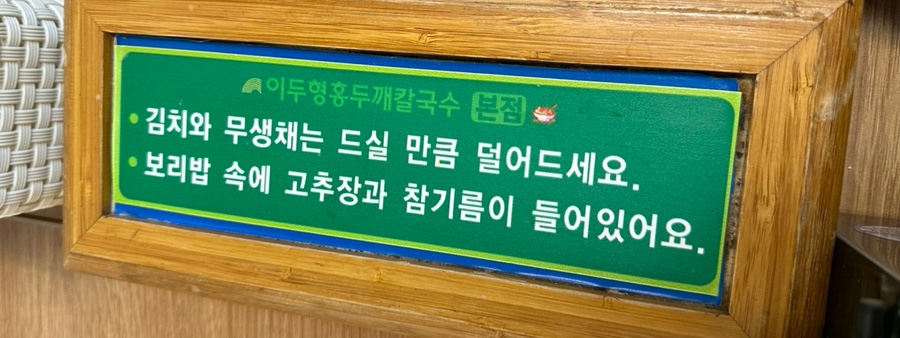 이두형홍두깨칼국수 본점
• 김치와 무생채는 드실 만큼 덜어드세요.
• 보리밥 속에 고추장과 참기름이 들어있어요.